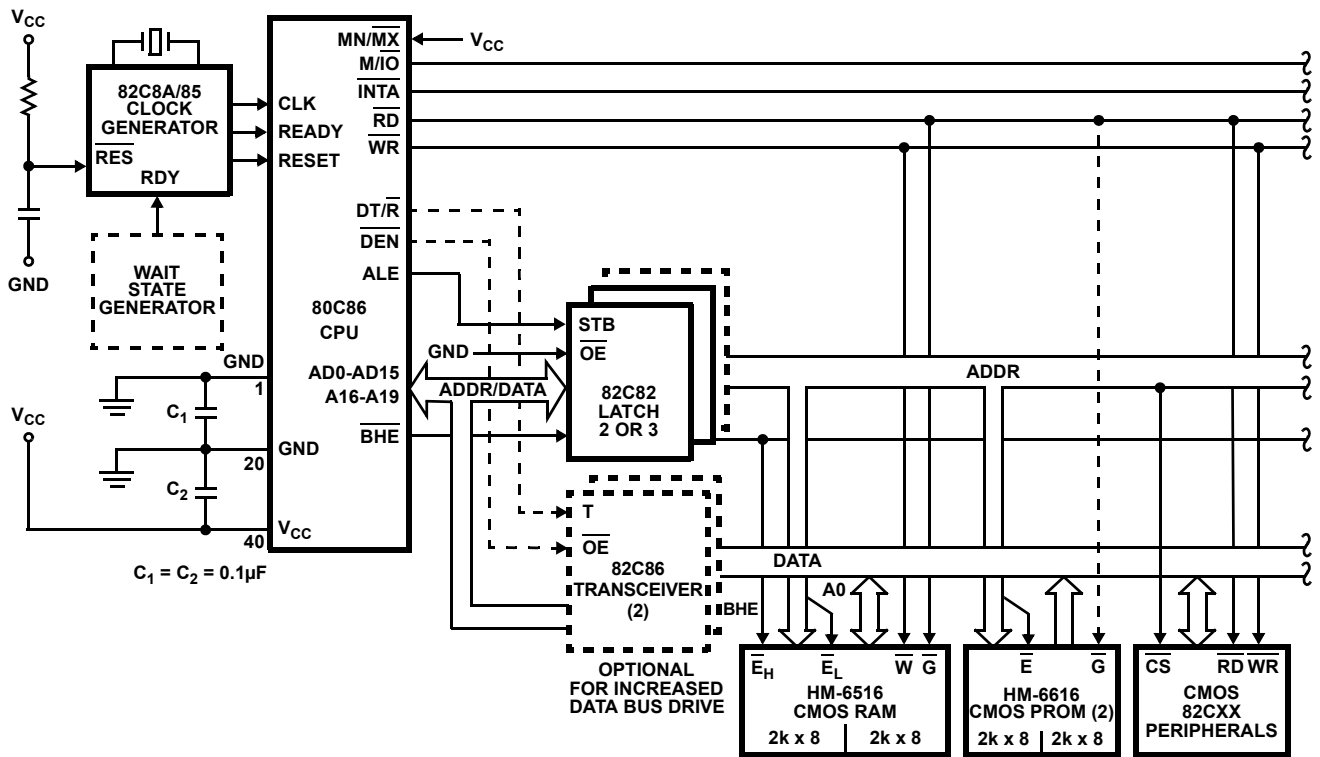 VCC
82C8A/85
CLOCK
GENERATOR
RES
RDY
WAIT
STATE
GENERATOR
GND
CLK
READY
RESET
MN/MX
VCC
M/IO
INTA
RD
WR
DT/R
DEN
ALE
80C86
CPU
AD0-AD15
A16-A19
BHE
GND
1
GND
20
VCC
40
VCC
C1
C2
C1 = C2 = 0.1µF
ADDR/DATA
GND
STB
OE
82C82
LATCH
2 OR 3
T
OE
82C86
TRANSCEIVER
(2)
OPTIONAL
FOR INCREASED
DATA BUS DRIVE
ADDR
DATA
A0
BHE
EH EL W G
HM-6516
CMOS RAM
2k x 8 2k x 8
E G
HM-6616
CMOS PROM (2)
2k x 8 2k x 8
CS RD WR
CMOS
82CXX
PERIPHERALS